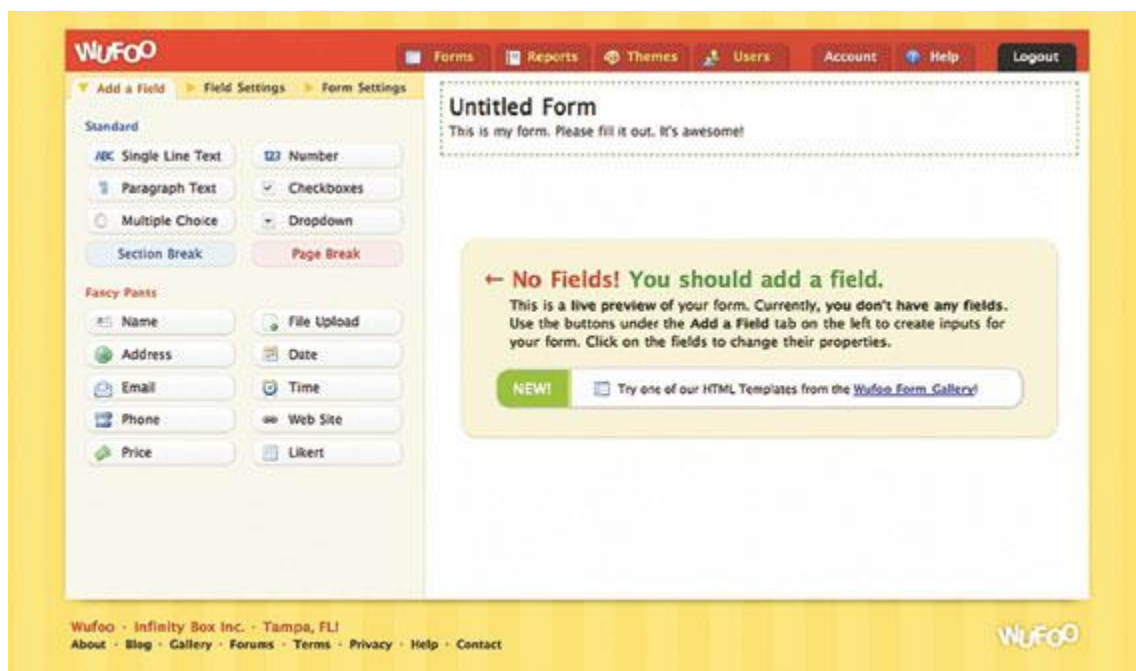 WUFOO
Forms Reports Themes Users Account Help Logout
Add a Field Field Settings Form Settings
Standard
ABC Single Line Text
123 Number
Paragraph Text
Checkboxes
Multiple Choice
Dropdown
Section Break
Page Break
Fancy Pants
Name
File Upload
Address
Date
Email
Time
Phone
Web Site
Price
Likert
Untitled Form
This is my form. Please fill it out. It's awesome!
← No Fields! You should add a field.
This is a live preview of your form. Currently, you don't have any fields.
Use the buttons under the Add a Field tab on the left to create inputs for
your form. Click on the fields to change their properties.
NEW! Try one of our HTML Templates from the Wufoo Form Gallery!
Wufoo · Infinity Box Inc. · Tampa, FL!
About · Blog · Gallery · Forums · Terms · Privacy · Help · Contact
WUFOO